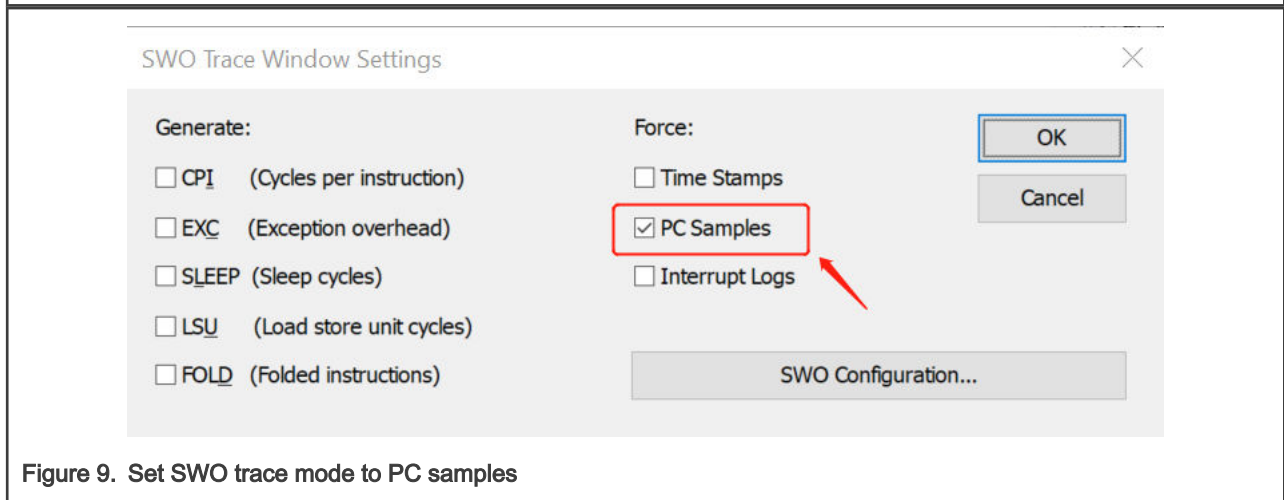 SWO Trace Window Settings
Generate:
Force:
OK
CPI (Cycles per instruction)
Time Stamps
Cancel
EXC (Exception overhead)
PC Samples
SLEEP (Sleep cycles)
Interrupt Logs
LSU (Load store unit cycles)
FOLD (Folded instructions)
SWO Configuration...
Figure 9. Set SWO trace mode to PC samples